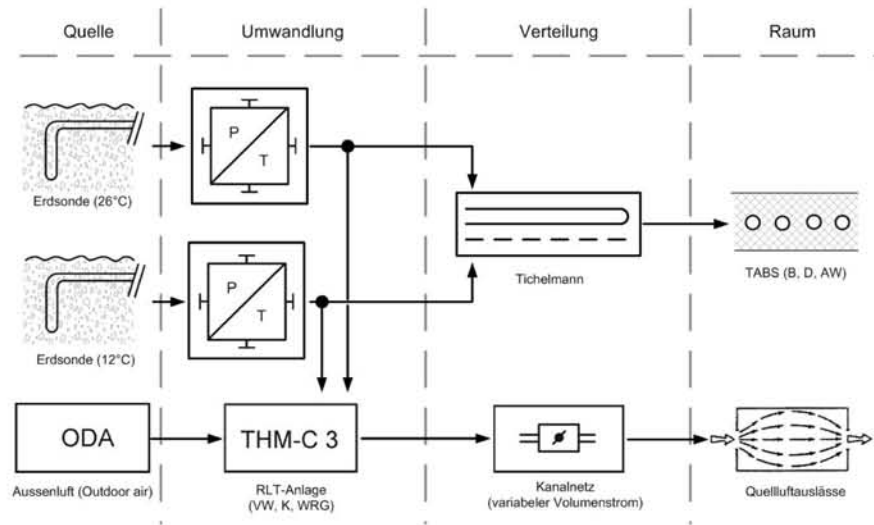 Quelle
Umwandlung
Verteilung
Raum
P
T
Erdsonde (26°C)
Tichelmann
TABS (B, D, AW)
P
T
Erdsonde (12°C)
ODA
THM-C 3
Aussenluft (Outdoor air)
RLT-Anlage
(VW, K, WRG)
Kanalnetz
(variabeler Volumenstrom)
Quellluftauslässe